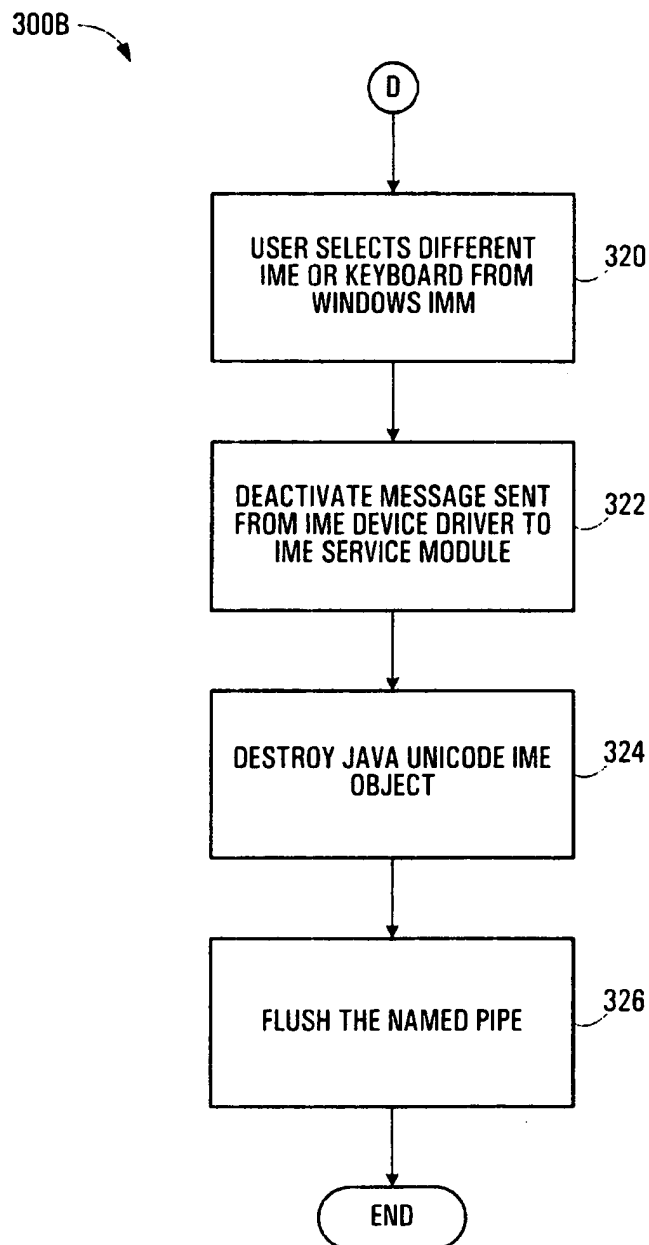 300B
D
USER SELECTS DIFFERENT
IME OR KEYBOARD FROM
WINDOWS IMM
320
DEACTIVATE MESSAGE SENT
FROM IME DEVICE DRIVER TO
IME SERVICE MODULE
322
DESTROY JAVA UNICODE IME
OBJECT
324
FLUSH THE NAMED PIPE
326
END